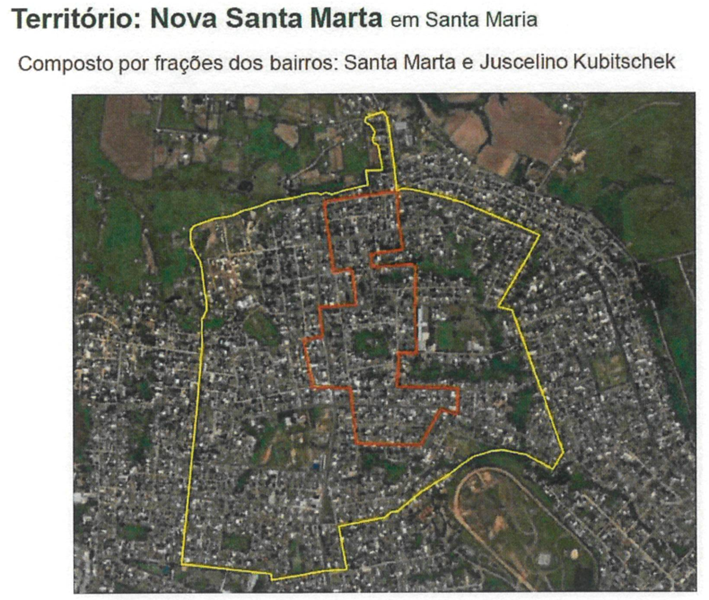 Território: Nova Santa Marta em Santa Maria
Composto por frações dos bairros: Santa Marta e Juscelino Kubitschek